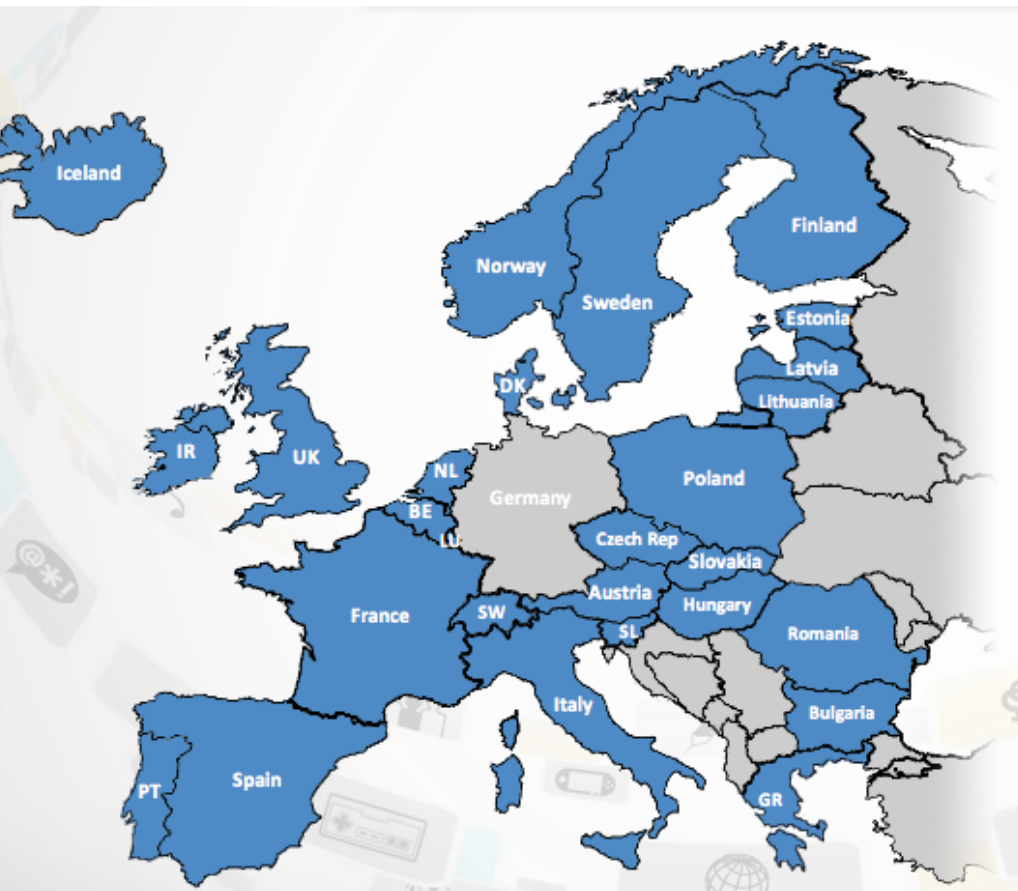 Iceland
Finland
Norway
Sweden
Estonia
Latvia
DK
Lithuania
IR
UK
NL
Poland
Germany
BE
Czech Rep
LU
Slovakia
Austria
Hungary
France
SW
SL
Romania
Italy
Bulgaria
Spain
PT
GR
@*!
$